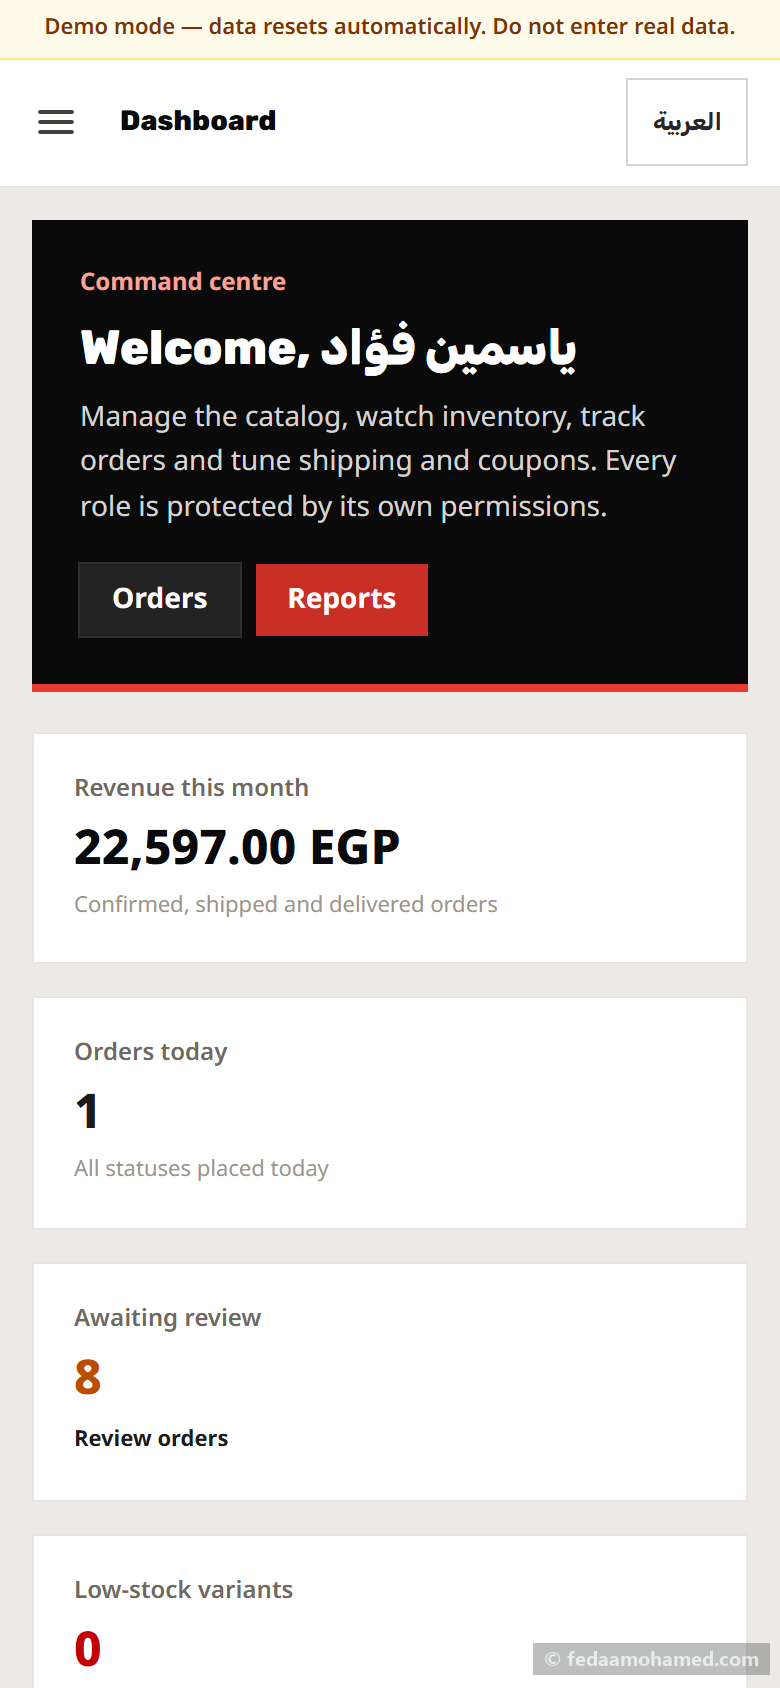 Demo mode — data resets automatically. Do not enter real data.
Dashboard
العربية
Command centre
Welcome, ياسمين فؤاد
Manage the catalog, watch inventory, track
orders and tune shipping and coupons. Every
role is protected by its own permissions.
Orders
Reports
Revenue this month
22,597.00 EGP
Confirmed, shipped and delivered orders
Orders today
1
All statuses placed today
Awaiting review
8
Review orders
Low-stock variants
0
© fedaamohamed.com